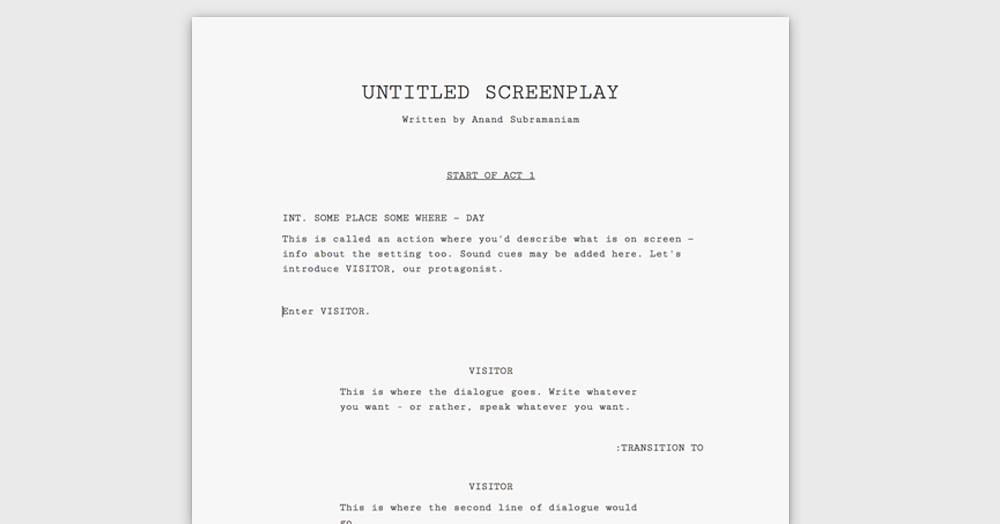 UNTITLED SCREENPLAY
Written by Anand Subramaniam
START OF ACT 1
INT. SOME PLACE SOME WHERE – DAY
This is called an action where you'd describe what is on screen –
info about the setting too. Sound cues may be added here. Let's
introduce VISITOR, our protagonist.
Enter VISITOR.
VISITOR
This is where the dialogue goes. Write whatever
you want - or rather, speak whatever you want.
:TRANSITION TO
VISITOR
This is where the second line of dialogue would
go.